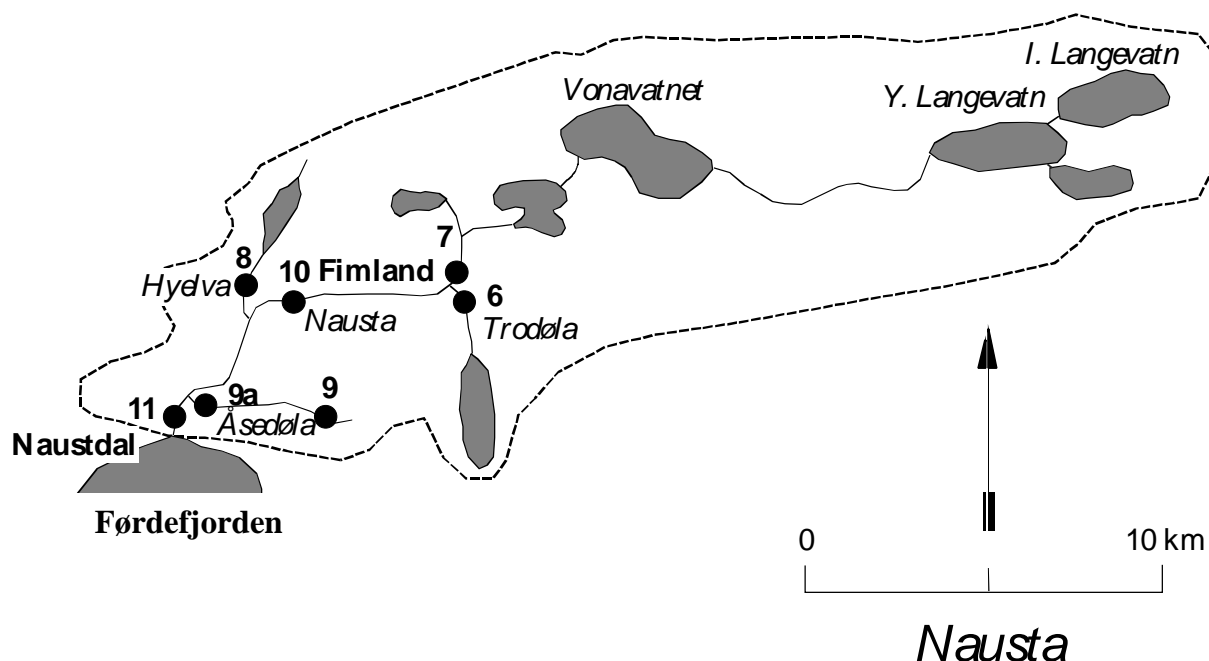 I. Langevatn
Vonavatnet
Y. Langevatn
7
8
10 Fimland
Hyelva
6
Nausta
Trodøla
9a
9
11
Åsedøla
Naustdal
Førdefjorden
0
10 km
Nausta